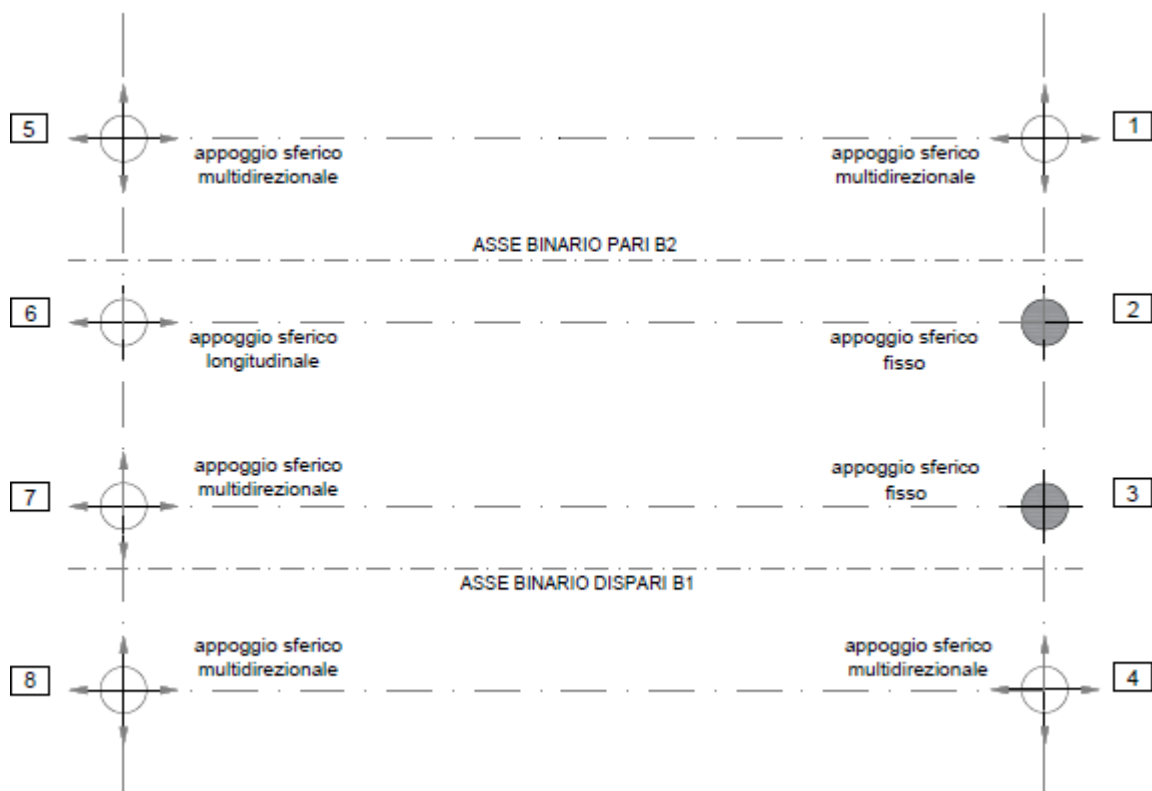 5
1
appoggio sferico
multidirezionale
appoggio sferico
multidirezionale
ASSE BINARIO PARI B2
6
2
appoggio sferico
longitudinale
appoggio sferico
fisso
appoggio sferico
multidirezionale
appoggio sferico
fisso
7
3
ASSE BINARIO DISPARI B1
appoggio sferico
multidirezionale
appoggio sferico
multidirezionale
8
4